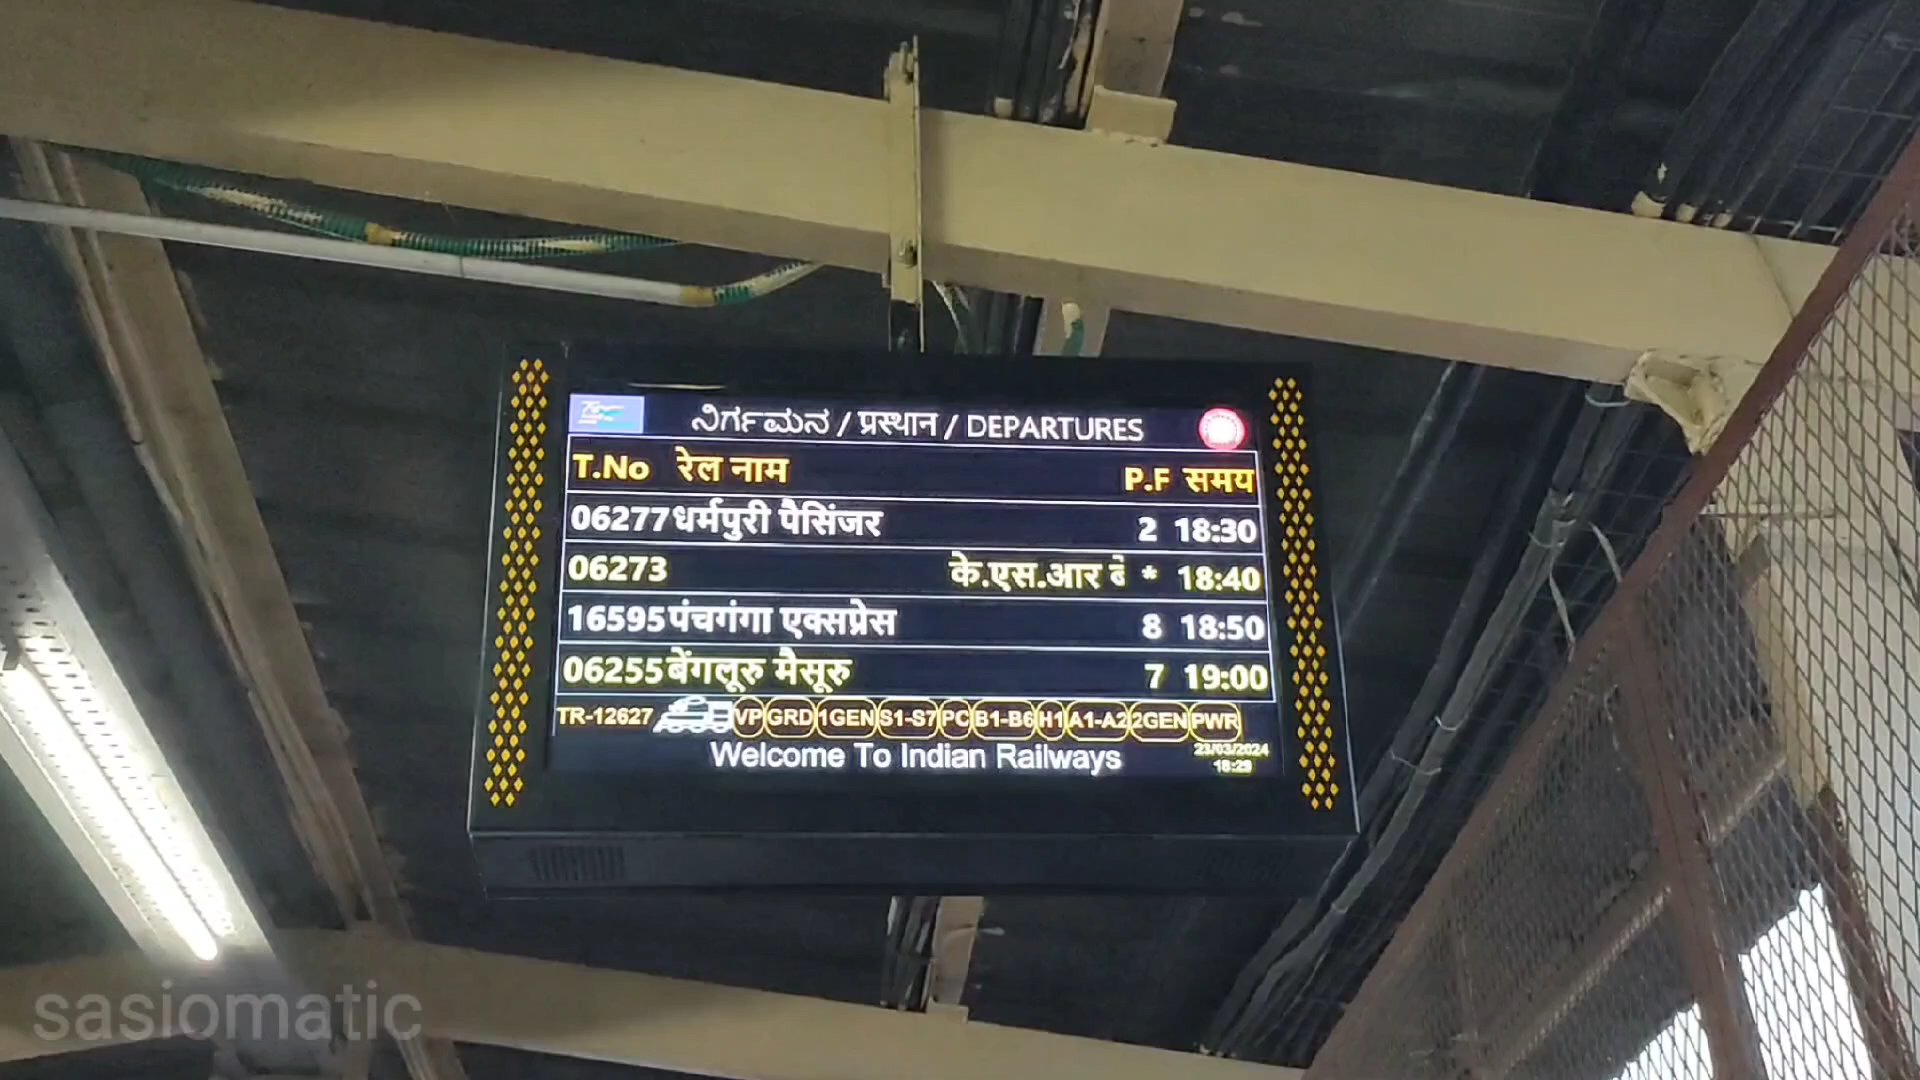 ನಿರ್ಗಮನ / प्रस्थान / DEPARTURES
T.No रेल नाम P.F समय
06277 धर्मपुरी पैसिंजर 2 18:30
06273 के.एस.आर * 18:40
16595 पंचगंगा एक्सप्रेस 8 18:50
06255 बेंगलूरु मैसूरु 7 19:00
TR-12627 VP GRD 1GEN S1-S7 PC B1-B6 H1 A1-A2 2GEN PWR
Welcome To Indian Railways
23/03/2024
18:29
sasiomatic